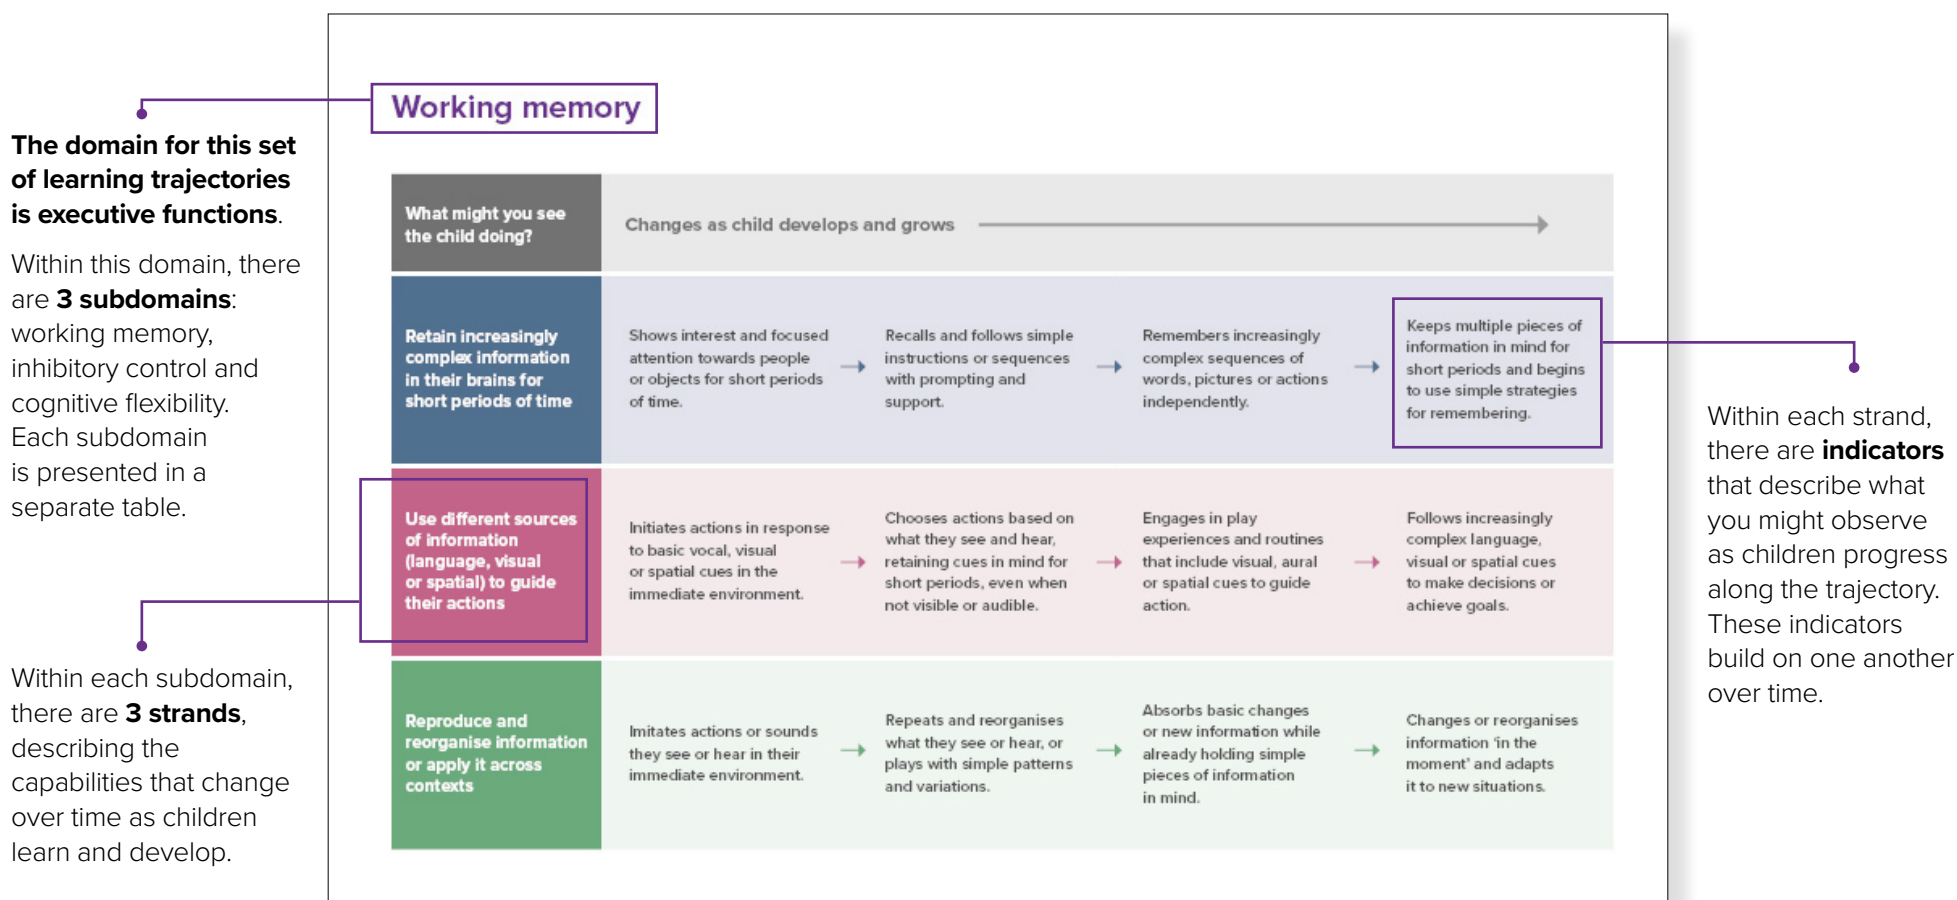 Working memory
The domain for this set
of learning trajectories
is executive functions.
Within this domain, there
are 3 subdomains:
working memory,
inhibitory control and
cognitive flexibility.
Each subdomain
is presented in a
separate table.
Within each subdomain,
there are 3 strands,
describing the
capabilities that change
over time as children
learn and develop.
What might you see
the child doing?
Changes as child develops and grows
Retain increasingly
complex information
in their brains for
short periods of time
Shows interest and focused
attention towards people
or objects for short periods
of time.
Recalls and follows simple
instructions or sequences
with prompting and
support.
Remembers increasingly
complex sequences of
words, pictures or actions
independently.
Keeps multiple pieces of
information in mind for
short periods and begins
to use simple strategies
for remembering.
Use different sources
of information
(language, visual
or spatial) to guide
their actions
Initiates actions in response
to basic vocal, visual
or spatial cues in the
immediate environment.
Chooses actions based on
what they see and hear,
retaining cues in mind for
short periods, even when
not visible or audible.
Engages in play
experiences and routines
that include visual, aural
or spatial cues to guide
action.
Follows increasingly
complex language,
visual or spatial cues
to make decisions or
achieve goals.
Reproduce and
reorganise information
or apply it across
contexts
Imitates actions or sounds
they see or hear in their
immediate environment.
Repeats and reorganises
what they see or hear, or
plays with simple patterns
and variations.
Absorbs basic changes
or new information while
already holding simple
pieces of information
in mind.
Changes or reorganises
information ‘in the
moment’ and adapts
it to new situations.
Within each strand,
there are indicators
that describe what
you might observe
as children progress
along the trajectory.
These indicators
build on one another
over time.